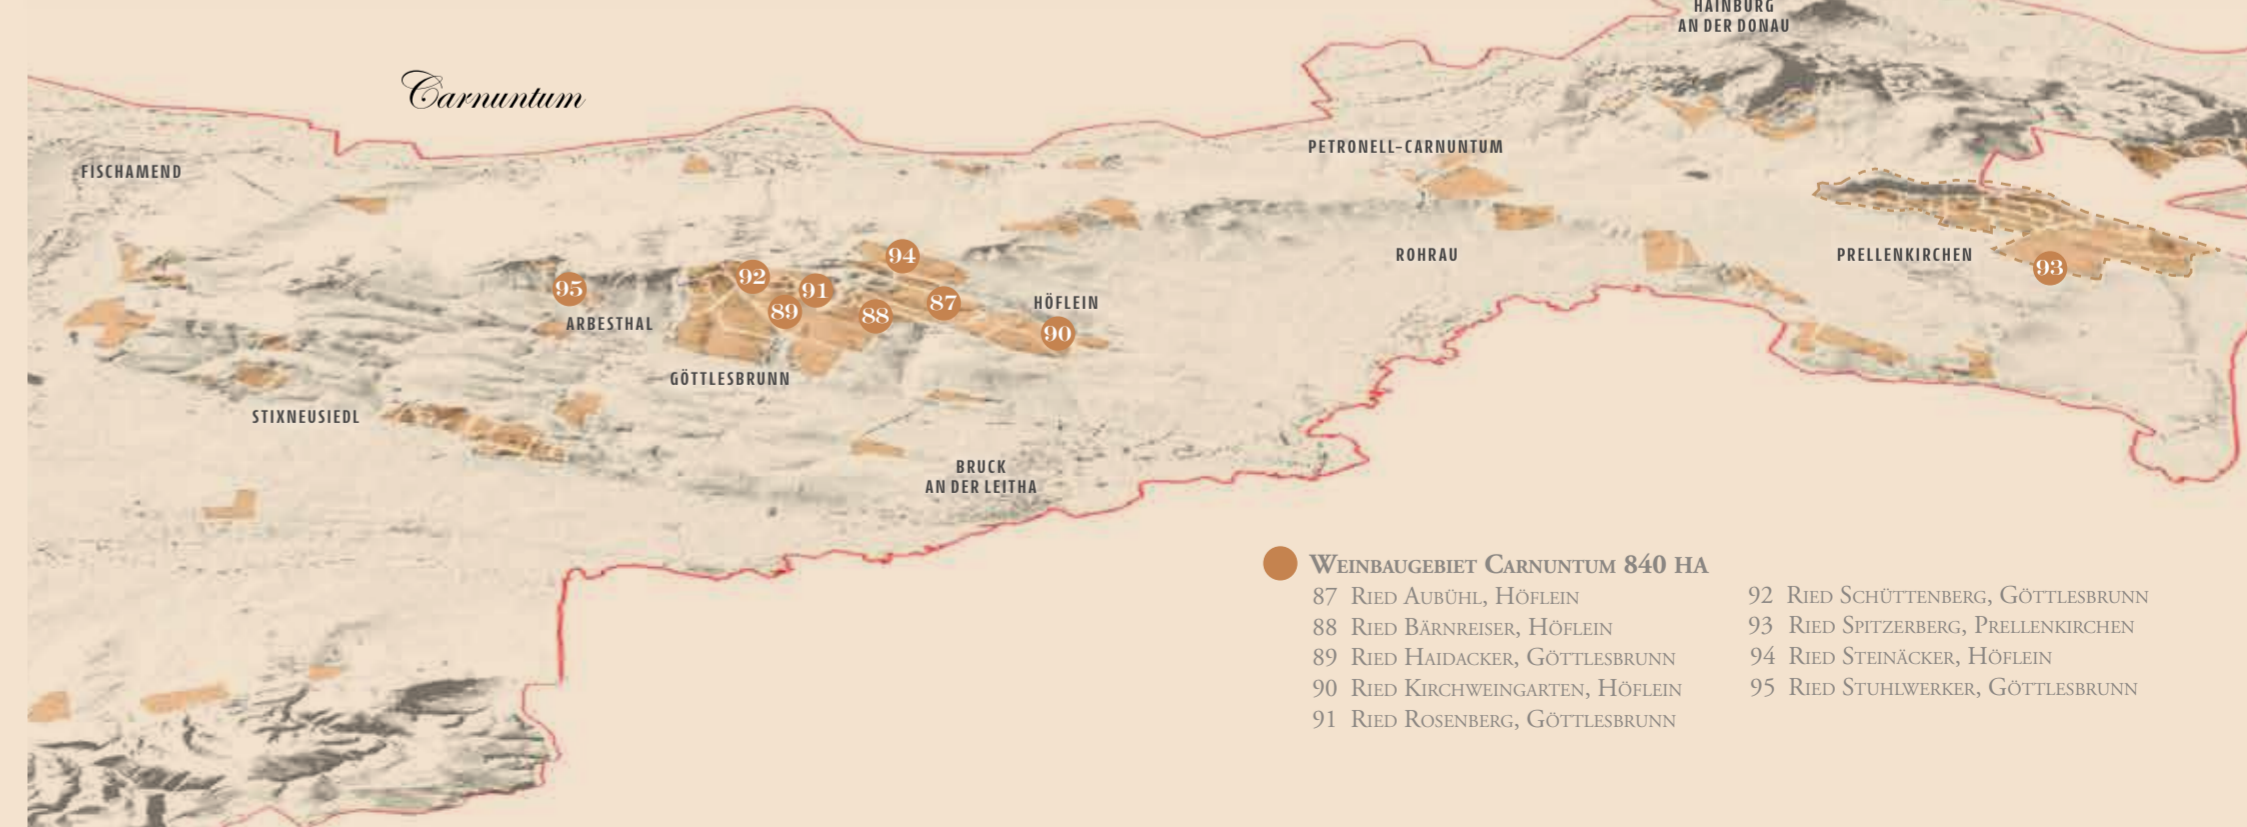 HAINBURG
AN DER DONAU
Carnuntum
PETRONELL-CARNUNTUM
FISCHAMEND
94
ROHRAU
PRELLENKIRCHEN
93
92
95
91
87
HÖFLEIN
89
88
ARBESTHAL
90
GÖTTLESBRUNN
STIXNEUSIEDL
BRUCK
AN DER LEITHA
WEINBAUGEBIET CARNUNTUM 840 HA
87 RIED AUBÜHL, HÖFLEIN
88 RIED BÄRNREISER, HÖFLEIN
89 RIED HAIDACKER, GÖTTLESBRUNN
90 RIED KIRCHWEINGARTEN, HÖFLEIN
91 RIED ROSENBERG, GÖTTLESBRUNN
92 RIED SCHÜTTENBERG, GÖTTLESBRUNN
93 RIED SPITZERBERG, PRELLENKIRCHEN
94 RIED STEINÄCKER, HÖFLEIN
95 RIED STUHLWERKER, GÖTTLESBRUNN